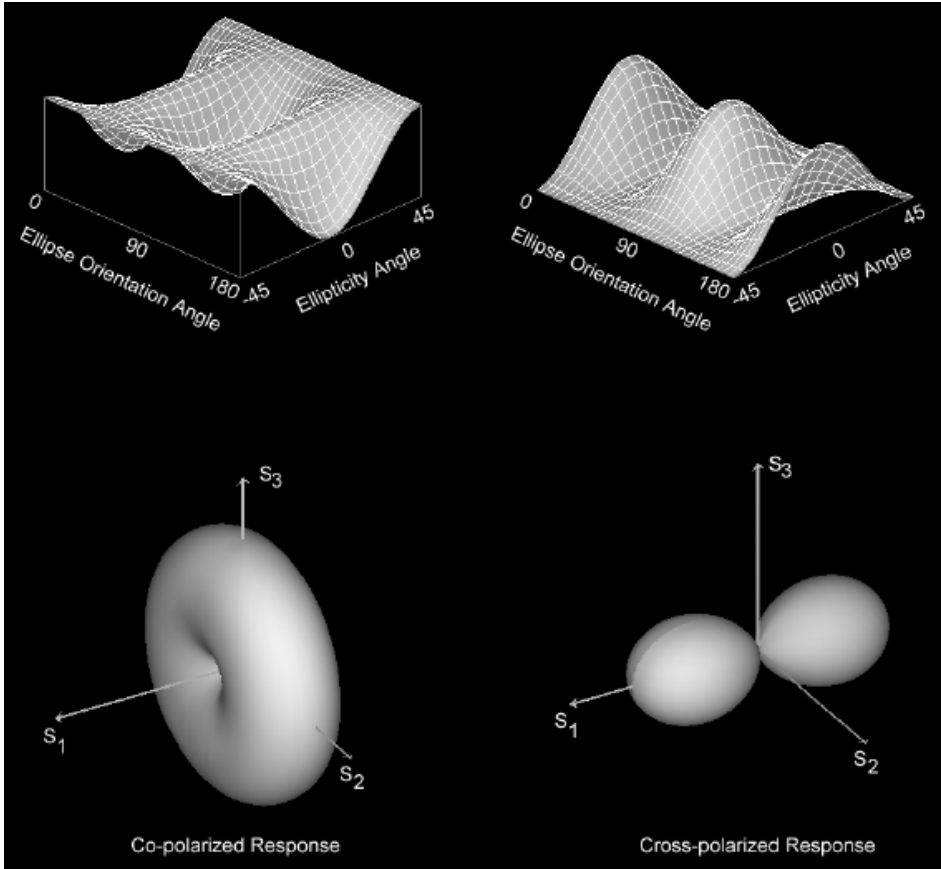 0
90
180
-45
0
45
Ellipse Orientation Angle
Ellipticity Angle
0
90
180
-45
0
45
Ellipse Orientation Angle
Ellipticity Angle
S3
S1
S2
Co-polarized Response
S3
S1
S2
Cross-polarized Response